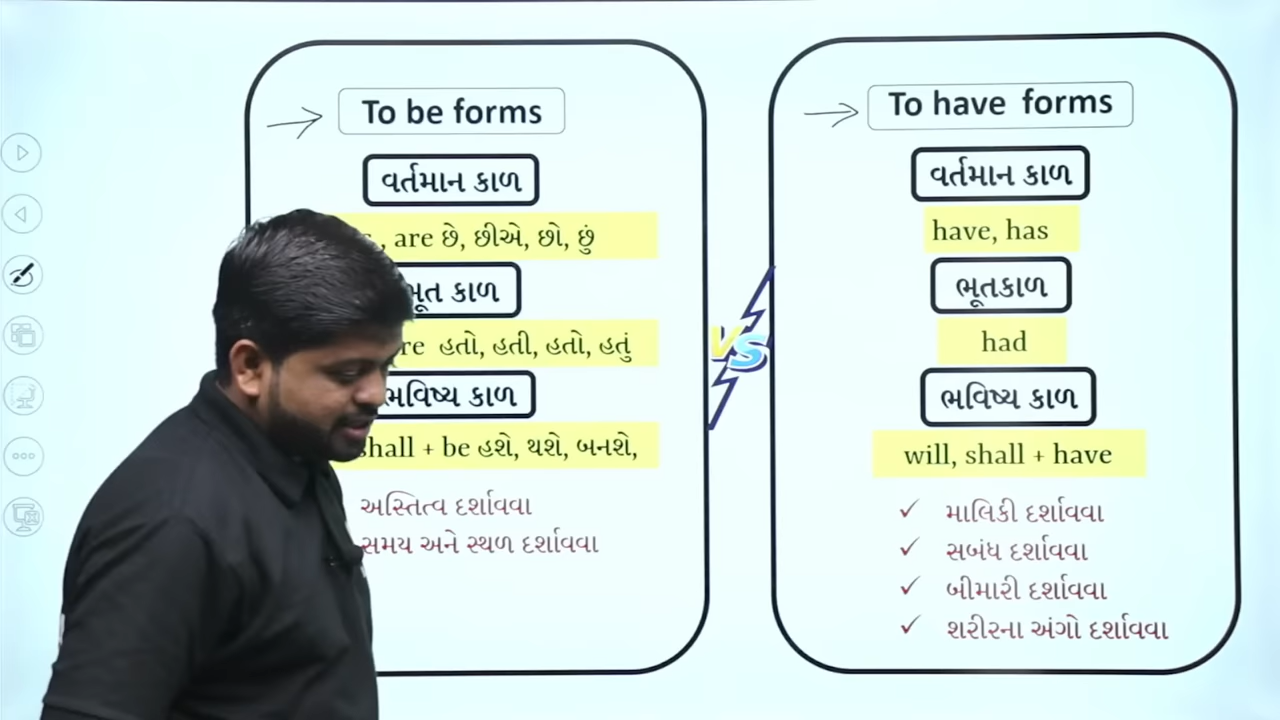 To be forms
વર્તમાન કાળ
, are છે, છીએ, છો, છું
કાળ
હતો, હતી, હતો, હતું
ભવિષ્ય કાળ
shall + be હશે, થશે, બનશે,
અસ્તિત્વ દર્શાવવા
સમય અને સ્થળ દર્શાવવા
VS
To have forms
વર્તમાન કાળ
have, has
ભૂતકાળ
had
ભવિષ્ય કાળ
will, shall + have
✓ માલિકી દર્શાવવા
✓ સબંધ દર્શાવવા
✓ બીમારી દર્શાવવા
✓ શરીરના અંગો દર્શાવવા